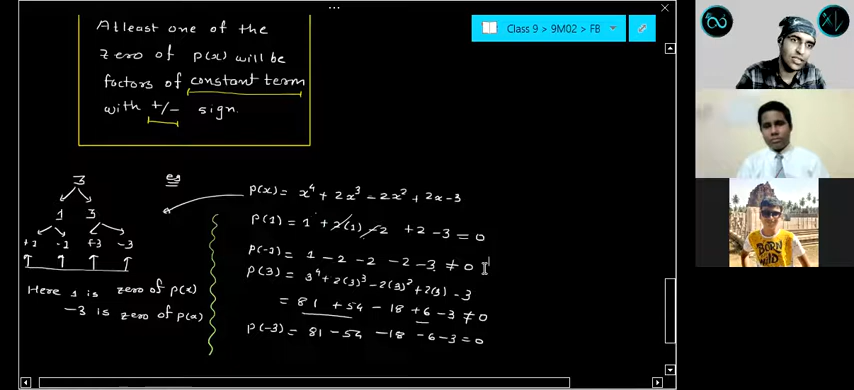 Class 9 > 9M02 > FB
Atleast one of the
zero of p(x) will be
factors of constant term
with +/- sign.
3
1 3
+1 -1 +3 -3
Here 1 is zero of p(x)
-3 is zero of p(x)
eg
p(x) = x⁴ + 2x³ - 2x² + 2x - 3
p(1) = 1 + 2(1) - 2 + 2 - 3 = 0
p(-1) = 1 - 2 - 2 - 2 - 3 ≠ 0
p(3) = 3⁴ + 2(3)³ - 2(3)² + 2(3) - 3
= 81 + 54 - 18 + 6 - 3 ≠ 0
p(-3) = 81 - 54 - 18 - 6 - 3 = 0
BORN
WILD